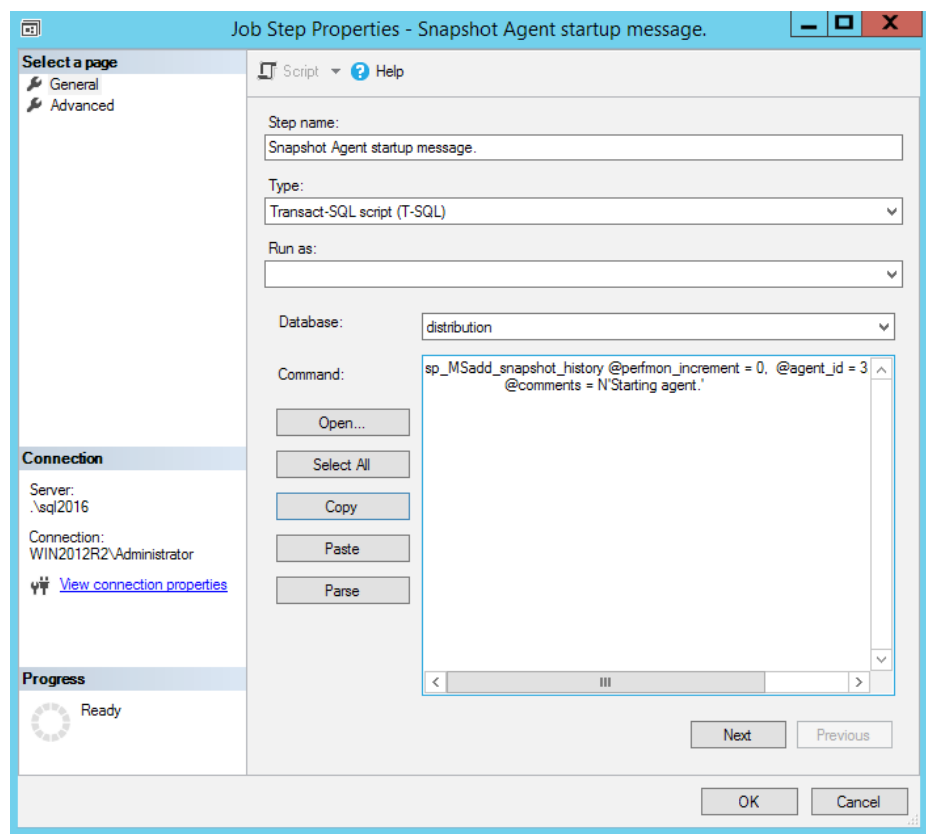 Job Step Properties - Snapshot Agent startup message.
X
Select a page
General
Advanced
Script
Help
Step name:
Snapshot Agent startup message.
Type:
Transact-SQL script (T-SQL)
Run as:
Database:
distribution
Command:
sp_MSadd_snapshot_history @perfmon_increment = 0,  @agent_id = 3
@comments = N'Starting agent.'
Open...
Select All
Copy
Paste
Parse
Connection
Server:
.\sql2016
Connection:
WIN2012R2\Administrator
View connection properties
Progress
Ready
Next
Previous
OK
Cancel